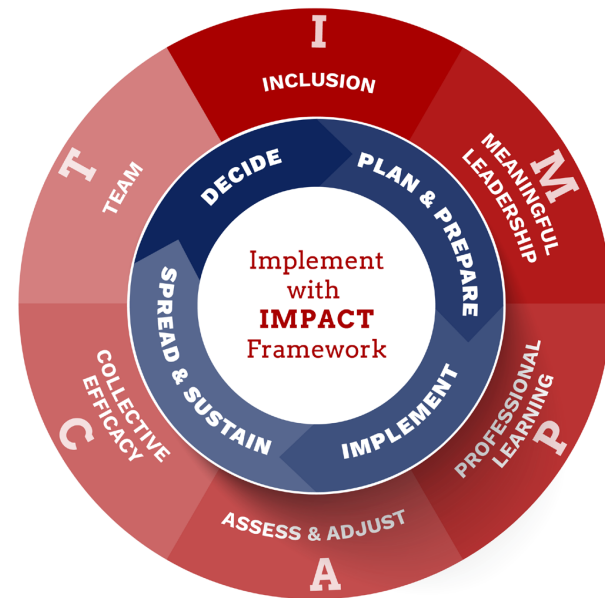 I
INCLUSION
M
MEANINGFUL
LEADERSHIP
P
PROFESSIONAL
LEARNING
A
ASSESS & ADJUST
C
COLLECTIVE
EFFICACY
T
TEAM
DECIDE
PLAN & PREPARE
IMPLEMENT
SPREAD & SUSTAIN
Implement
with
IMPACT
Framework